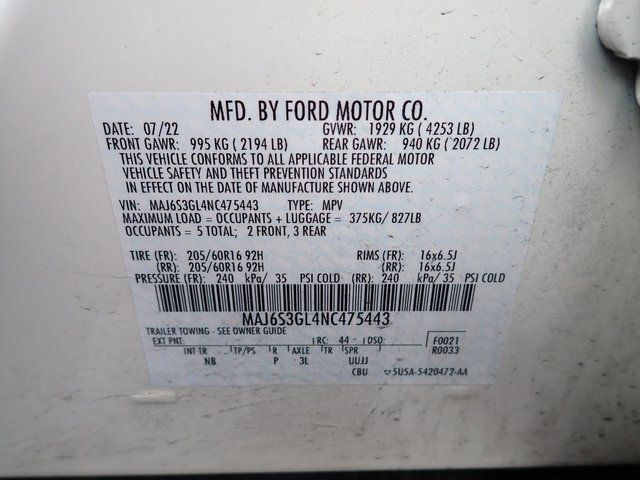 MFD. BY FORD MOTOR CO.
DATE: 07/22 GVWR: 1929 KG ( 4253 LB)
FRONT GAWR: 995 KG ( 2194 LB) REAR GAWR: 940 KG ( 2072 LB)
THIS VEHICLE CONFORMS TO ALL APPLICABLE FEDERAL MOTOR
VEHICLE SAFETY AND THEFT PREVENTION STANDARDS
IN EFFECT ON THE DATE OF MANUFACTURE SHOWN ABOVE.
VIN: MAJ6S3GL4NC475443 TYPE: MPV
MAXIMUM LOAD = OCCUPANTS + LUGGAGE = 375KG/ 827LB
OCCUPANTS = 5 TOTAL; 2 FRONT, 3 REAR
TIRE (FR): 205/60R16 92H RIMS (FR): 16x6.5J
(RR): 205/60R16 92H (RR): 16x6.5J
PRESSURE (FR): 240 kPa/ 35 PSI COLD (RR): 240 kPa/ 35 PSI COLD
MAJ6S3GL4NC475443
TRAILER TOWING - SEE OWNER GUIDE
EXT PNT: RC: 44 DSO: F0021
R0033
INT TR TP/PS R AXLE TR SPR
NB P 3L UUJJ
CBU ▽5U5A-5420472-AA